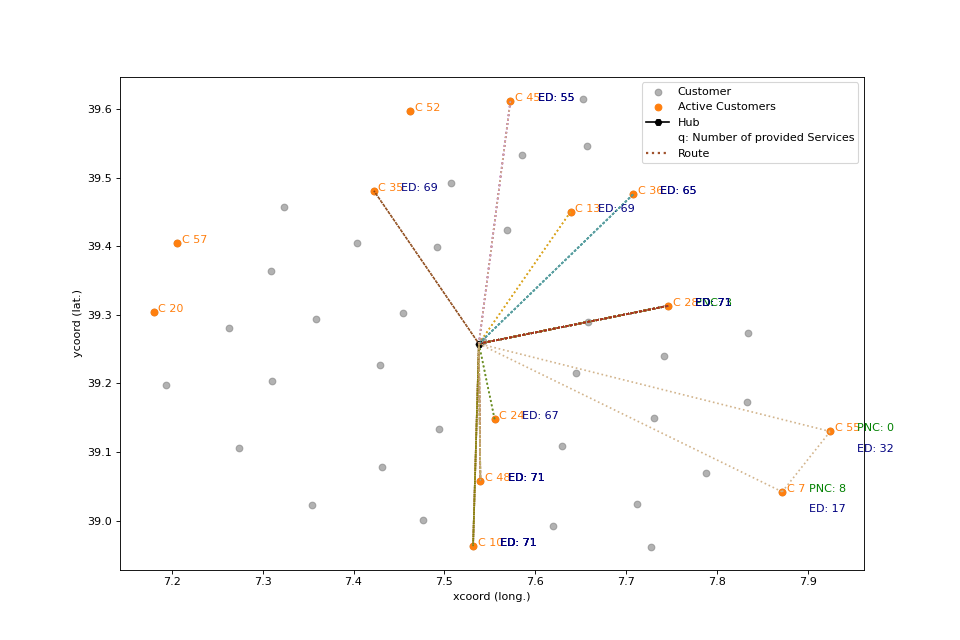 Customer
Active Customers
Hub
q: Number of provided Services
Route
C 45 ED: 55
C 52
C 35 ED: 69
C 36 ED: 65
C 13 ED: 69
C 57
C 20
C 28 ED: 71
C 24 ED: 67
C 55 PNC: 0
ED: 32
C 48 ED: 71
C 7 PNC: 8
ED: 17
C 10 ED: 71
39.6
39.5
39.4
39.3
39.2
39.1
39.0
ycoord (lat.)
7.2 7.3 7.4 7.5 7.6 7.7 7.8 7.9
xcoord (long.)